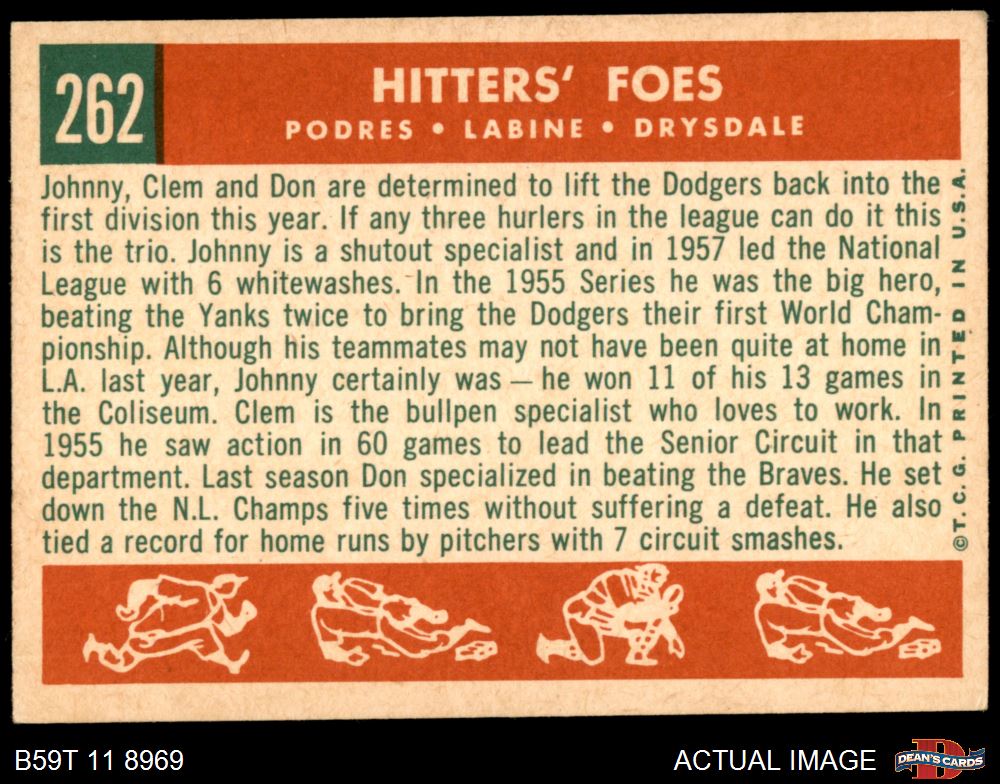 262
HITTERS' FOES
PODRES • LABINE • DRYSDALE
Johnny, Clem and Don are determined to lift the Dodgers back into the
first division this year. If any three hurlers in the league can do it this
is the trio. Johnny is a shutout specialist and in 1957 led the National
League with 6 whitewashes. In the 1955 Series he was the big hero,
beating the Yanks twice to bring the Dodgers their first World Cham-
pionship. Although his teammates may not have been quite at home in
L.A. last year, Johnny certainly was — he won 11 of his 13 games in
the Coliseum. Clem is the bullpen specialist who loves to work. In
1955 he saw action in 60 games to lead the Senior Circuit in that
department. Last season Don specialized in beating the Braves. He set
down the N.L. Champs five times without suffering a defeat. He also
tied a record for home runs by pitchers with 7 circuit smashes.
© T. C. G. PRINTED IN U.S.A.
B59T 11 8969
ACTUAL IMAGE
D
DEAN'S CARDS